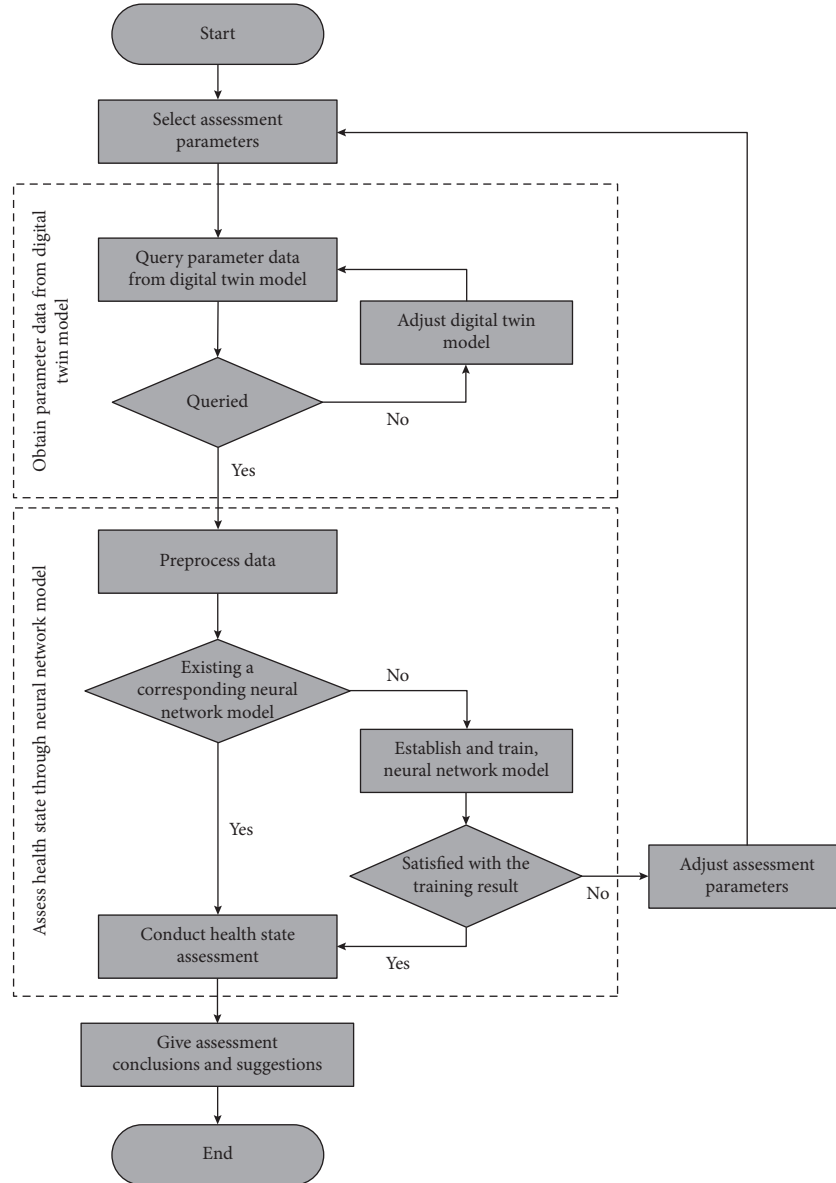 Start
Select assessment
parameters
Obtain parameter data from digital
twin model
Query parameter data
from digital twin model
Adjust digital twin
model
Queried
No
Yes
Assess health state through neural network model
Preprocess data
Existing a
corresponding neural
network model
No
Establish and train,
neural network model
Yes
Satisfied with the
training result
No
Adjust assessment
parameters
Conduct health state
assessment
Yes
Give assessment
conclusions and suggestions
End